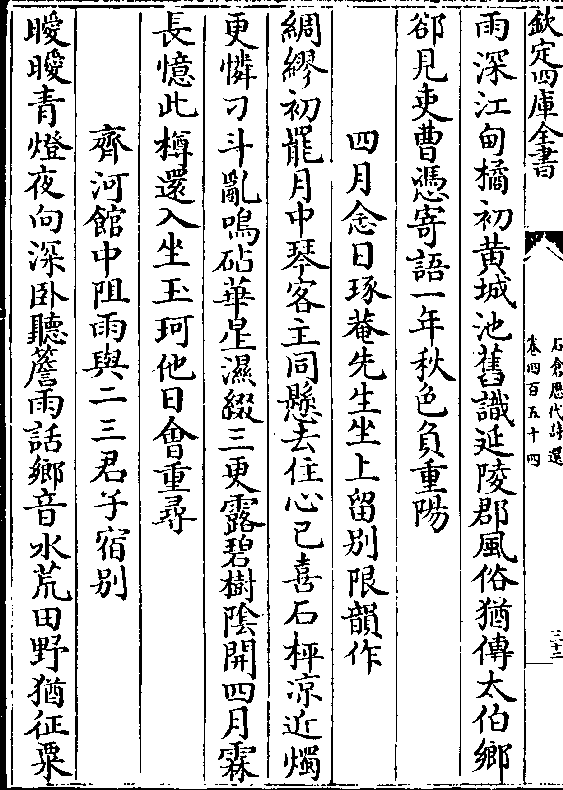 欽定四庫全書
石倉歷代詩選
卷四百五十四
三十二
雨深江甸橘初黄城池舊識延陵郡風俗猶傳太伯鄉
郤見吏曹憑寄語一年秋色負重陽
四月念日琢菴先生坐上留别限韻作
綢繆初罷月中琴客主同懸去住心已喜石枰凉近燭
更憐刁斗亂鳴砧華星濕綴三更露碧樹陰開四月霖
長憶此樽還入坐玉珂他日會重尋
齊河館中阻雨與二三君子宿别
曖曖青燈夜向深卧聽簷雨話鄉音水荒田野猶征粟